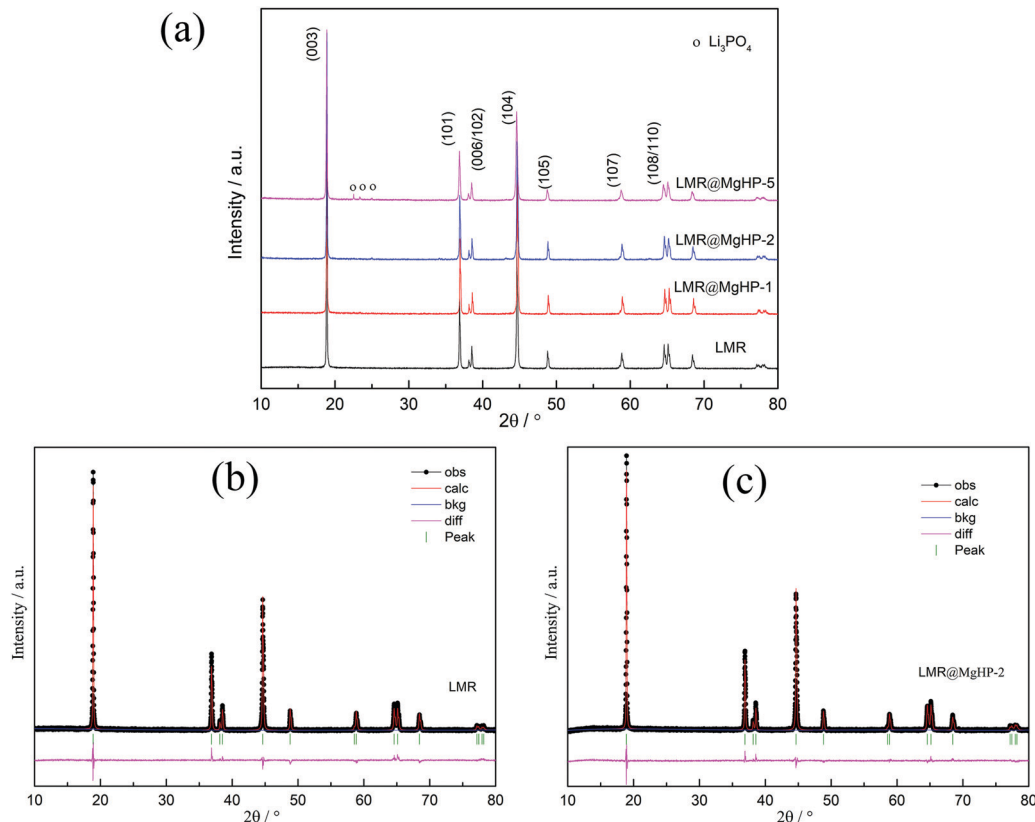 (a)
o Li₃PO₄
(003)
(101)
(006/102)
(104)
(105)
(107)
(108/110)
o o o
LMR@MgHP-5
LMR@MgHP-2
LMR@MgHP-1
LMR
Intensity / a.u.
10 20 30 40 50 60 70 80
2θ / °
(b)
obs
calc
bkg
diff
Peak
LMR
Intensity / a.u.
10 20 30 40 50 60 70 80
2θ / °
(c)
obs
calc
bkg
diff
Peak
LMR@MgHP-2
Intensity / a.u.
10 20 30 40 50 60 70 80
2θ / °